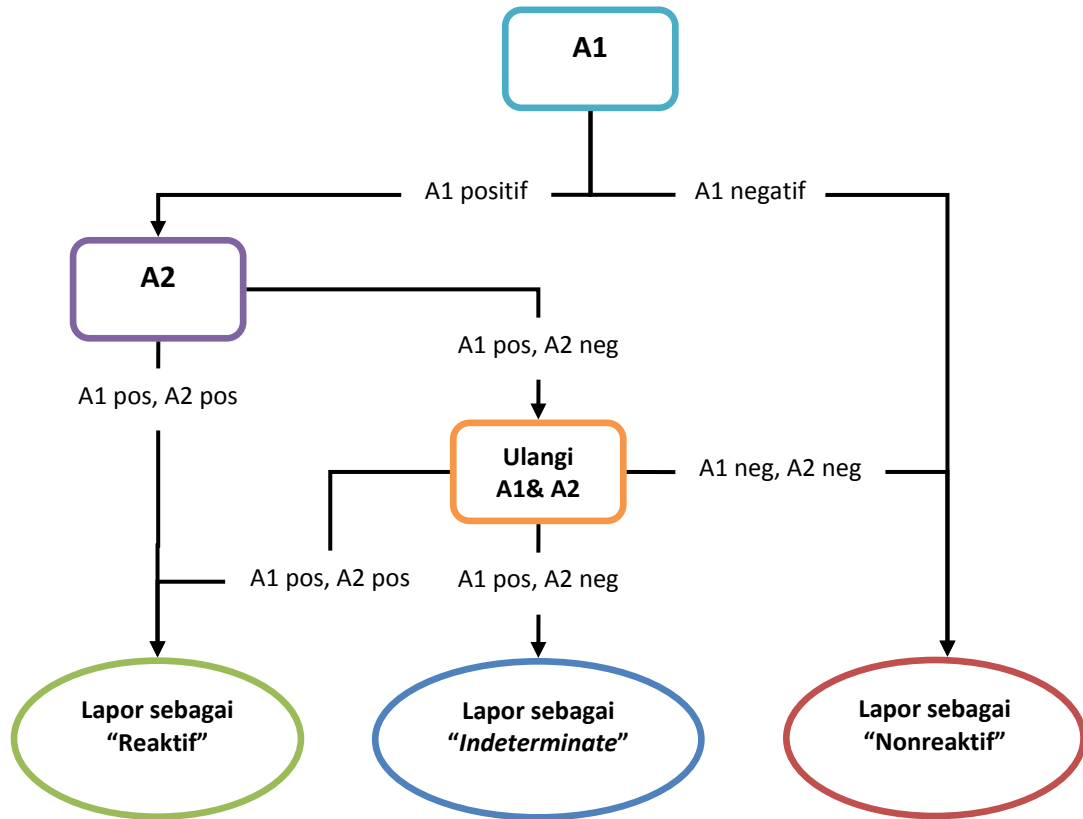 A1
A1 positif
A1 negatif
A2
A1 pos, A2 neg
A1 pos, A2 pos
Ulangi
A1& A2
A1 neg, A2 neg
A1 pos, A2 pos
A1 pos, A2 neg
Lapor sebagai
“Reaktif”
Lapor sebagai
“Indeterminate”
Lapor sebagai
“Nonreaktif”